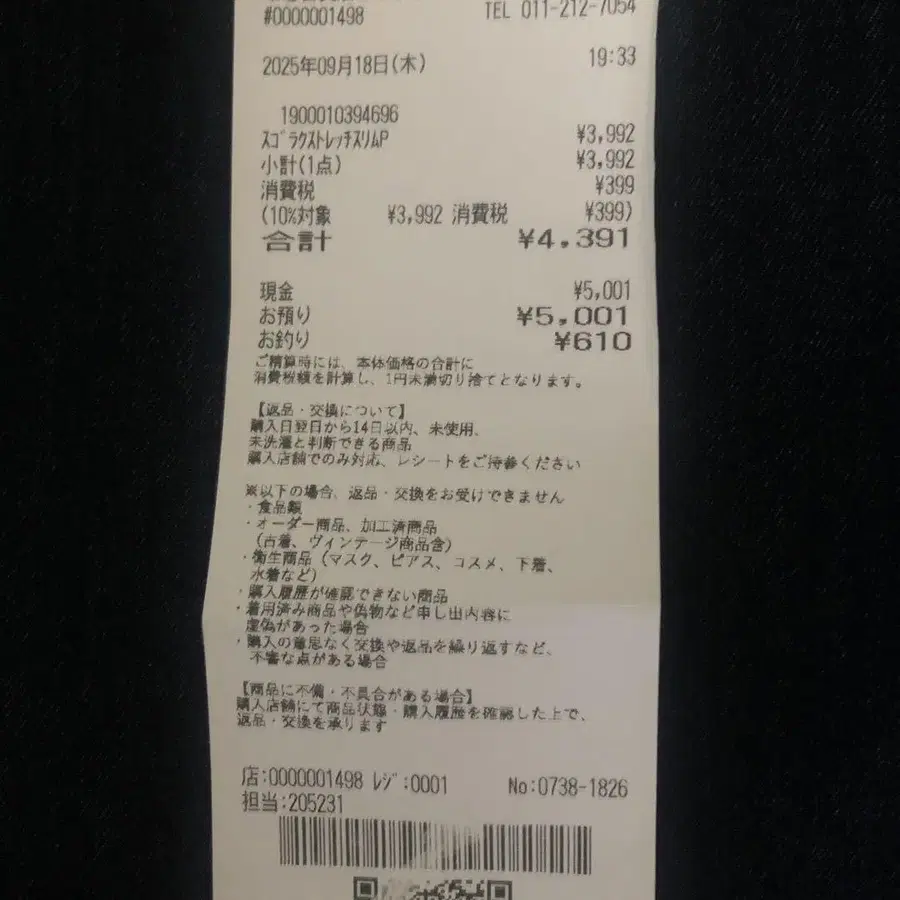 #0000001498 TEL 011-212-7054
2025年09月18日(木) 19:33
1900010394696
スゴラクストレッチスリムP ¥3,992
小計(1点) ¥3,992
消費税 ¥399
(10%対象 ¥3,992 消費税 ¥399)
合計 ¥4,391
現金 ¥5,001
お預り ¥5,001
お釣り ¥610
ご精算時には、本体価格の合計に
消費税額を計算し、1円未満切り捨てとなります。
【返品・交換について】
購入日翌日から14日以内、未使用、
未洗濯と判断できる商品
購入店舗でのみ対応、レシートをご持参ください
※以下の場合、返品・交換をお受けできません
・食品類
・オーダー商品、加工済商品
(古着、ヴィンテージ商品含)
・衛生商品(マスク、ピアス、コスメ、下着、
水着など)
・購入履歴が確認できない商品
・着用済み商品や偽物など申し出内容に
虚偽があった場合
・購入の意思なく交換や返品を繰り返すなど、
不審な点がある場合
【商品に不備・不具合がある場合】
購入店舗にて商品状態・購入履歴を確認した上で、
返品・交換を承ります
店:0000001498 レジ:0001 No:0738-1826
担当:205231